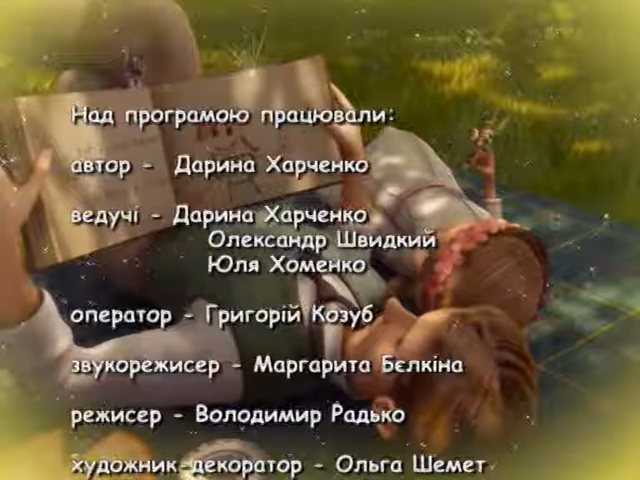 Над програмою працювали:
автор - Дарина Харченко
ведучі - Дарина Харченко
Олександр Швидкий
Юля Хоменко
оператор - Григорій Козуб
звукорежисер - Маргарита Бєлкіна
режисер - Володимир Радько
художник-декоратор - Ольга Шемет